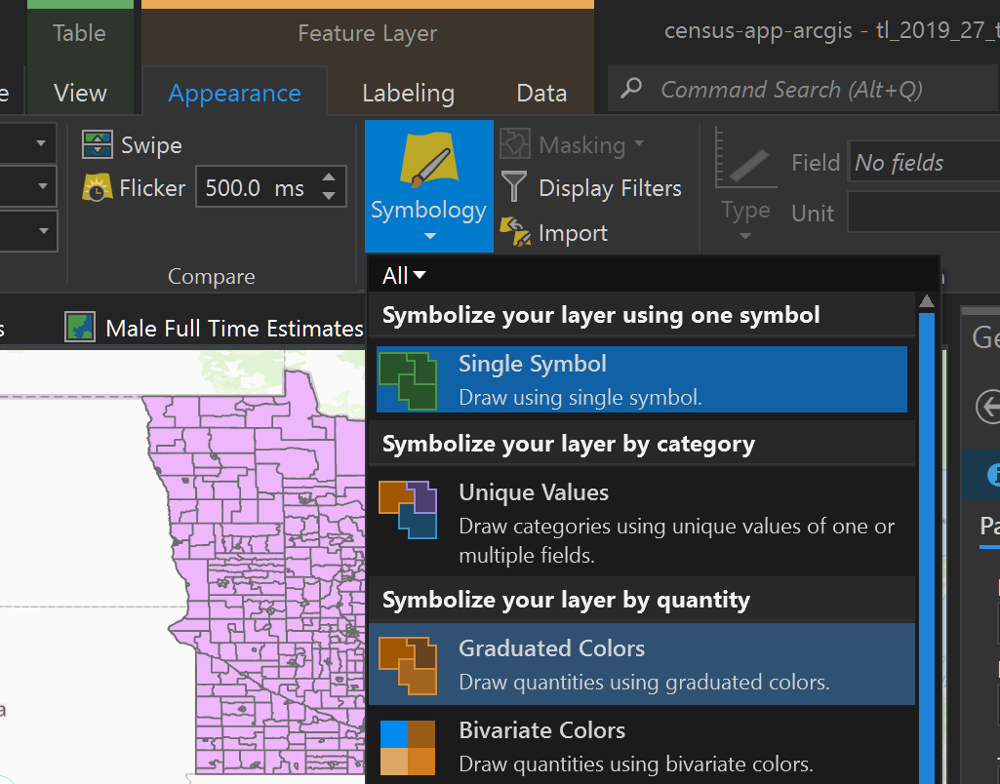 Table
Feature Layer
census-app-arcgis - tl_2019_27_t
e
View
Appearance
Labeling
Data
Command Search (Alt+Q)
Swipe
Flicker
500.0 ms
Compare
Symbology
Masking
Display Filters
Import
Type
Field
No fields
Unit
s
Male Full Time Estimates
All
Symbolize your layer using one symbol
Single Symbol
Draw using single symbol.
Symbolize your layer by category
Unique Values
Draw categories using unique values of one or
multiple fields.
Symbolize your layer by quantity
Graduated Colors
Draw quantities using graduated colors.
Bivariate Colors
Draw quantities using bivariate colors.
Ge
Pa
a